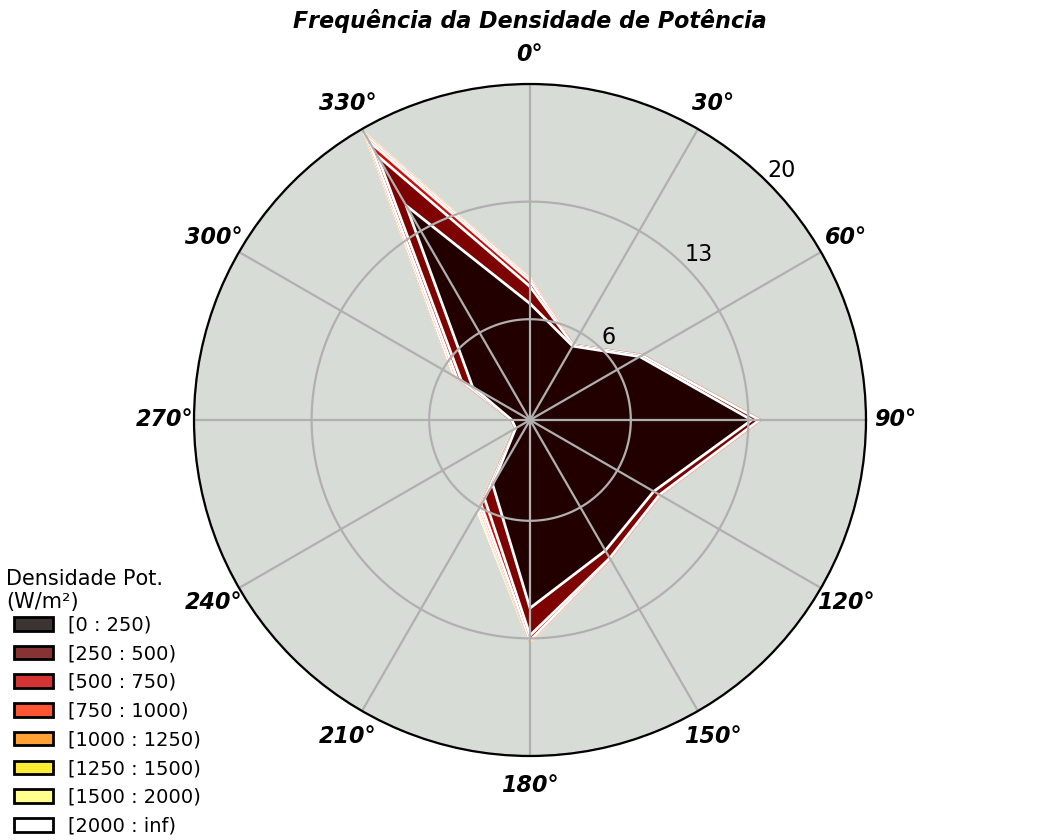 Frequência da Densidade de Potência
0°
30°
60°
90°
120°
150°
180°
210°
240°
270°
300°
330°
6
13
20
Densidade Pot.
(W/m²)
[0 : 250)
[250 : 500)
[500 : 750)
[750 : 1000)
[1000 : 1250)
[1250 : 1500)
[1500 : 2000)
[2000 : inf)